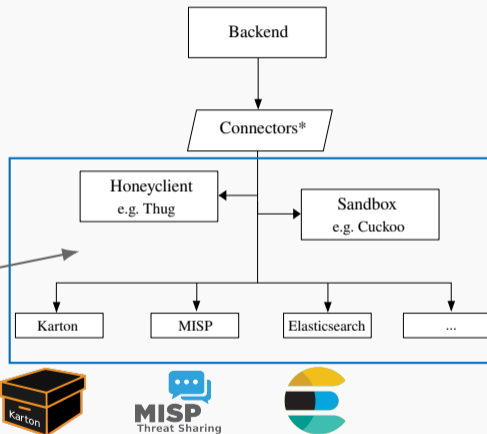 Backend
Connectors*
Honeyclient
e.g. Thug
Sandbox
e.g. Cuckoo
Karton
MISP
Elasticsearch
...
Karton
MISP
Threat Sharing